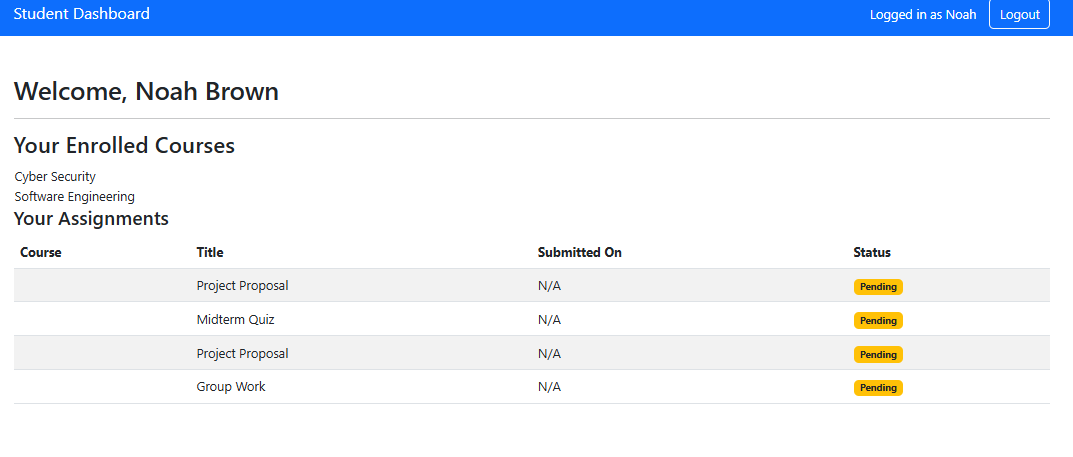 Student Dashboard Logged in as Noah Logout
Welcome, Noah Brown
Your Enrolled Courses
Cyber Security
Software Engineering
Your Assignments
Course Title Submitted On Status
Project Proposal N/A Pending
Midterm Quiz N/A Pending
Project Proposal N/A Pending
Group Work N/A Pending